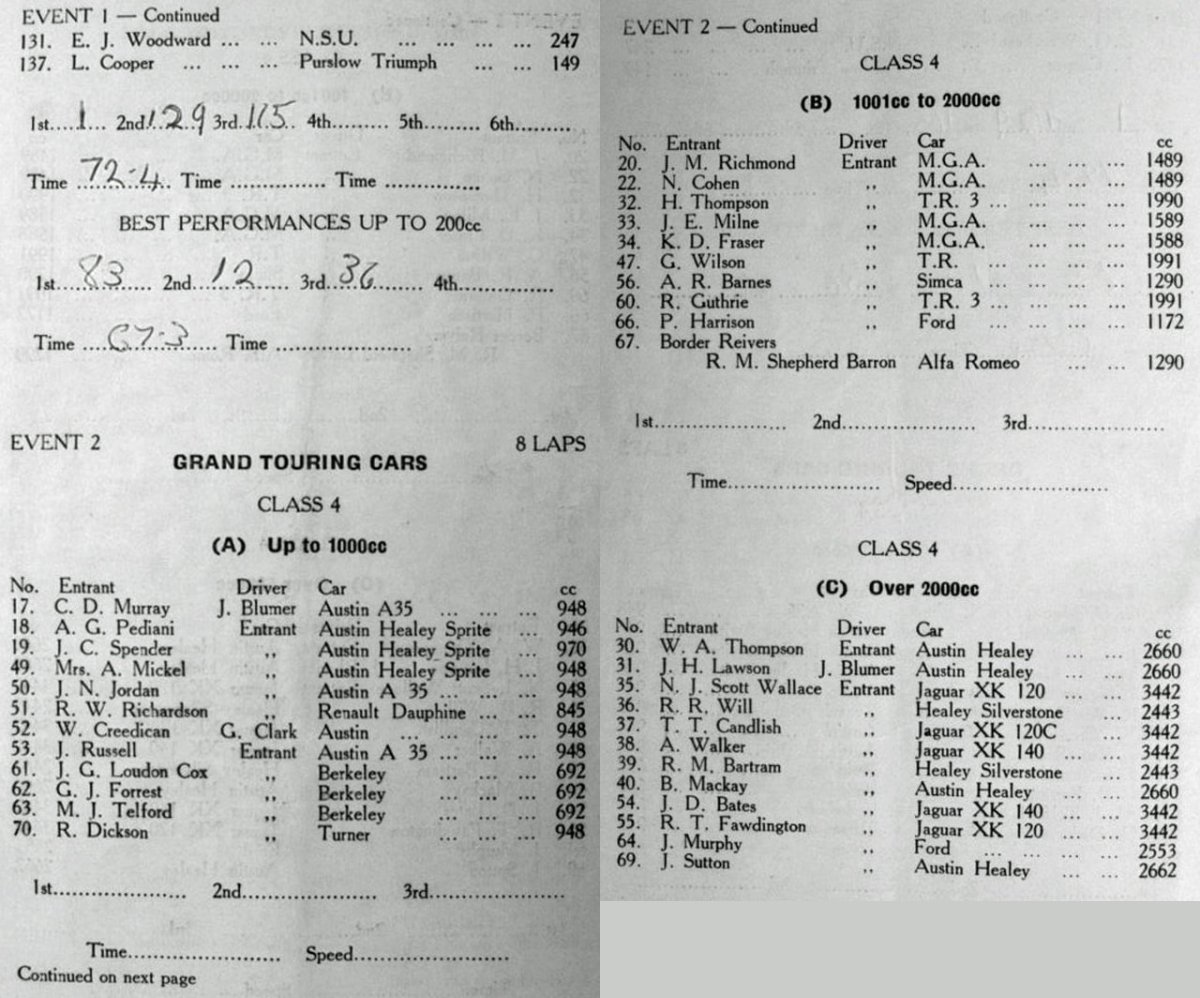 EVENT 1 — Continued
131. E. J. Woodward ... ... N.S.U. ... ... ... ... 247
137. L. Cooper ... ... ... Purslow Triumph ... ... 149
1st....1... 2nd.129 3rd.115.. 4th......... 5th......... 6th.........
Time ..72.4.. Time ............... Time ...............
BEST PERFORMANCES UP TO 200cc
1st...83..... 2nd...12..... 3rd..36..... 4th...............
Time ....67.3..... Time ......................
EVENT 2 8 LAPS
GRAND TOURING CARS
CLASS 4
(A) Up to 1000cc
No. Entrant Driver Car cc
17. C. D. Murray J. Blumer Austin A35 ... ... ... 948
18. A. G. Pediani Entrant Austin Healey Sprite ... 946
19. J. C. Spender ,, Austin Healey Sprite ... 970
49. Mrs. A. Mickel ,, Austin Healey Sprite ... 948
50. J. N. Jordan ,, Austin A 35 ... ... ... 948
51. R. W. Richardson ,, Renault Dauphine ... ... 845
52. W. Creedican G. Clark Austin ... ... ... ... 948
53. J. Russell Entrant Austin A 35 ... ... ... 948
61. J. G. Loudon Cox ,, Berkeley ... ... ... 692
62. G. J. Forrest ,, Berkeley ... ... ... 692
63. M. J. Telford ,, Berkeley ... ... ... 692
70. R. Dickson ,, Turner ... ... ... 948
1st...................... 2nd...................... 3rd......................
Time......................... Speed.........................
Continued on next page
EVENT 2 — Continued
CLASS 4
(B) 1001cc to 2000cc
No. Entrant Driver Car cc
20. J. M. Richmond Entrant M.G.A. ... ... ... 1489
22. N. Cohen ,, M.G.A. ... ... ... 1489
32. H. Thompson ,, T.R. 3 ... ... ... ... 1990
33. J. E. Milne ,, M.G.A. ... ... ... 1589
34. K. D. Fraser ,, M.G.A. ... ... ... 1588
47. G. Wilson ,, T.R. ... ... ... ... 1991
56. A. R. Barnes ,, Simca ... ... ... ... 1290
60. R. Guthrie ,, T.R. 3 ... ... ... ... 1991
66. P. Harrison ,, Ford ... ... ... ... 1172
67. Border Reivers
R. M. Shepherd Barron Alfa Romeo ... ... 1290
1st...................... 2nd...................... 3rd......................
Time......................... Speed.........................
CLASS 4
(C) Over 2000cc
No. Entrant Driver Car cc
30. W. A. Thompson Entrant Austin Healey ... ... 2660
31. J. H. Lawson J. Blumer Austin Healey ... ... 2660
35. N. J. Scott Wallace Entrant Jaguar XK 120 ... ... 3442
36. R. R. Will ,, Healey Silverstone ... 2443
37. T. T. Candlish ,, Jaguar XK 120C ... ... 3442
38. A. Walker ,, Jaguar XK 140 ... ... 3442
39. R. M. Bartram ,, Healey Silverstone ... 2443
40. B. Mackay ,, Austin Healey ... ... 2660
54. J. D. Bates ,, Jaguar XK 140 ... ... 3442
55. R. T. Fawdington ,, Jaguar XK 120 ... ... 3442
64. J. Murphy ,, Ford ... ... ... ... 2553
69. J. Sutton ,, Austin Healey ... ... 2662